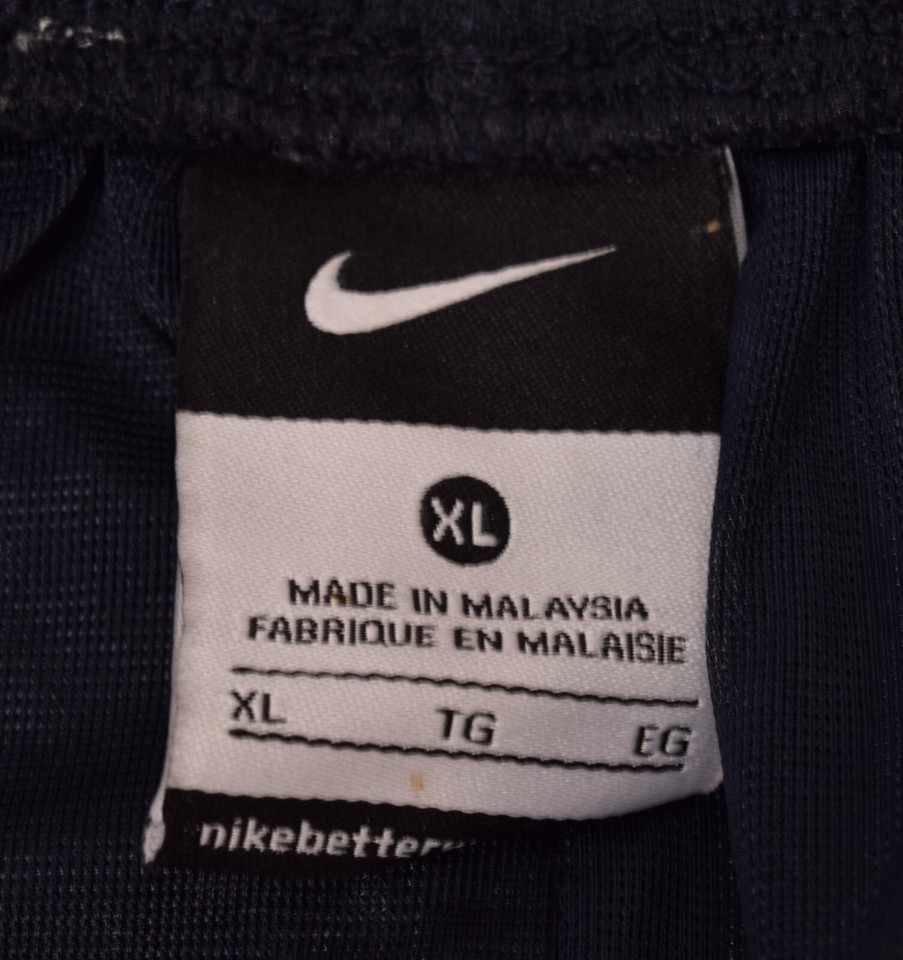 XL
MADE IN MALAYSIA
FABRIQUE EN MALAISIE
XL TG EG